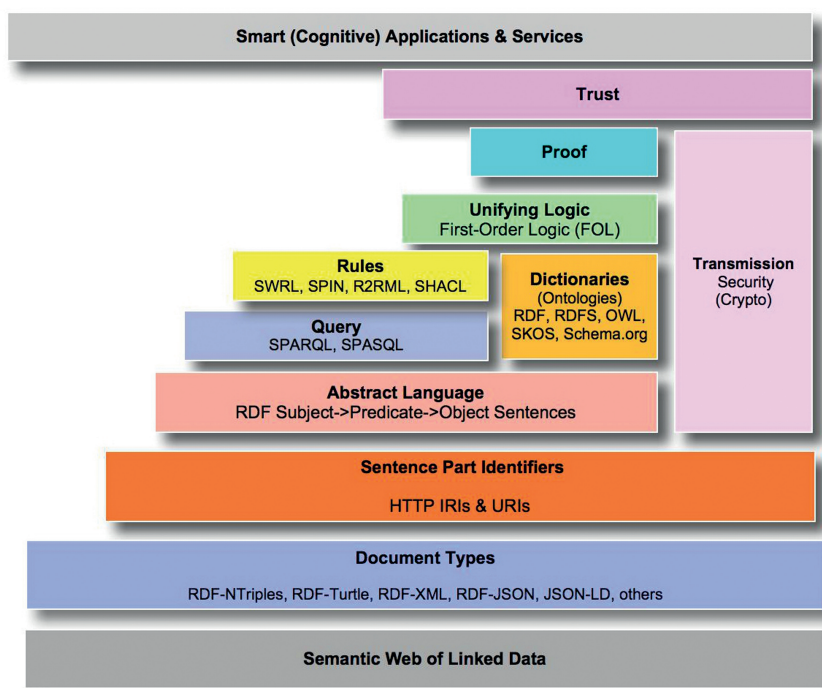 Smart (Cognitive) Applications & Services
Trust
Proof
Unifying Logic
First-Order Logic (FOL)
Rules
SWRL, SPIN, R2RML, SHACL
Dictionaries
(Ontologies)
RDF, RDFS, OWL,
SKOS, Schema.org
Transmission
Security
(Crypto)
Query
SPARQL, SPASQL
Abstract Language
RDF Subject->Predicate->Object Sentences
Sentence Part Identifiers
HTTP IRIs & URIs
Document Types
RDF-NTriples, RDF-Turtle, RDF-XML, RDF-JSON, JSON-LD, others
Semantic Web of Linked Data